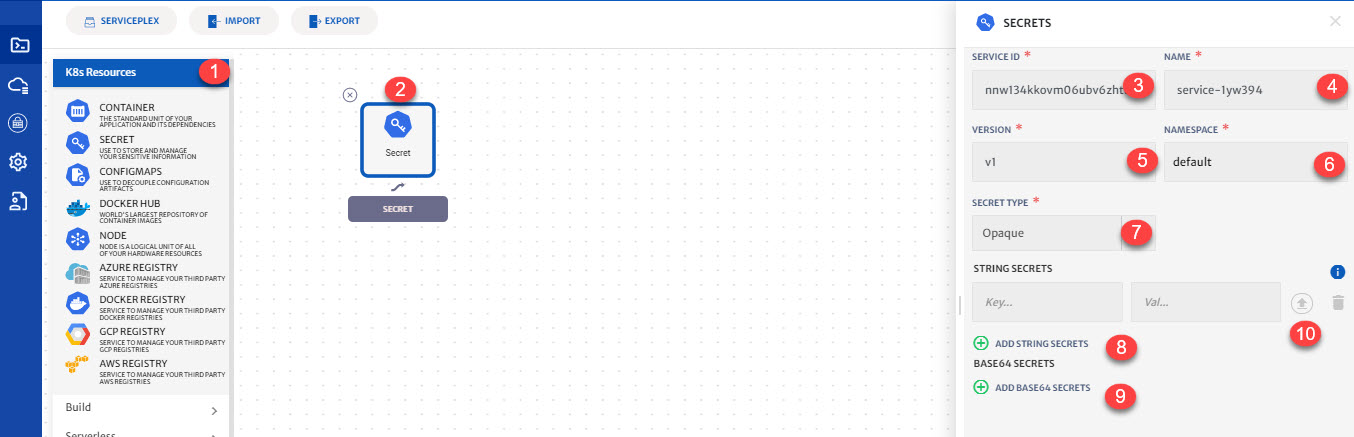 SERVICEPLEX
IMPORT
EXPORT
K8s Resources
1
CONTAINER
THE STANDARD UNIT OF YOUR
APPLICATION AND ITS DEPENDENCIES
SECRET
USE TO STORE AND MANAGE
YOUR SENSITIVE INFORMATION
CONFIGMAPS
USE TO DECOUPLE CONFIGURATION
ARTIFACTS
DOCKER HUB
WORLD'S LARGEST REPOSITORY OF
CONTAINER IMAGES
NODE
NODE IS A LOGICAL UNIT OF ALL
OF YOUR HARDWARE RESOURCES
AZURE REGISTRY
SERVICE TO MANAGE YOUR THIRD PARTY
AZURE REGISTRIES
DOCKER REGISTRY
SERVICE TO MANAGE YOUR THIRD PARTY
DOCKER REGISTRIES
GCP REGISTRY
SERVICE TO MANAGE YOUR THIRD PARTY
GCP REGISTRIES
AWS REGISTRY
SERVICE TO MANAGE YOUR THIRD PARTY
AWS REGISTRIES
Build
Serverless
2
Secret
SECRET
SECRETS
SERVICE ID *
NAME *
nnw134kkovm06ubv6zht
3
service-1yw394
4
VERSION *
NAMESPACE *
v1
5
default
6
SECRET TYPE *
Opaque
7
STRING SECRETS
i
Key...
Val...
10
ADD STRING SECRETS
8
BASE64 SECRETS
ADD BASE64 SECRETS
9